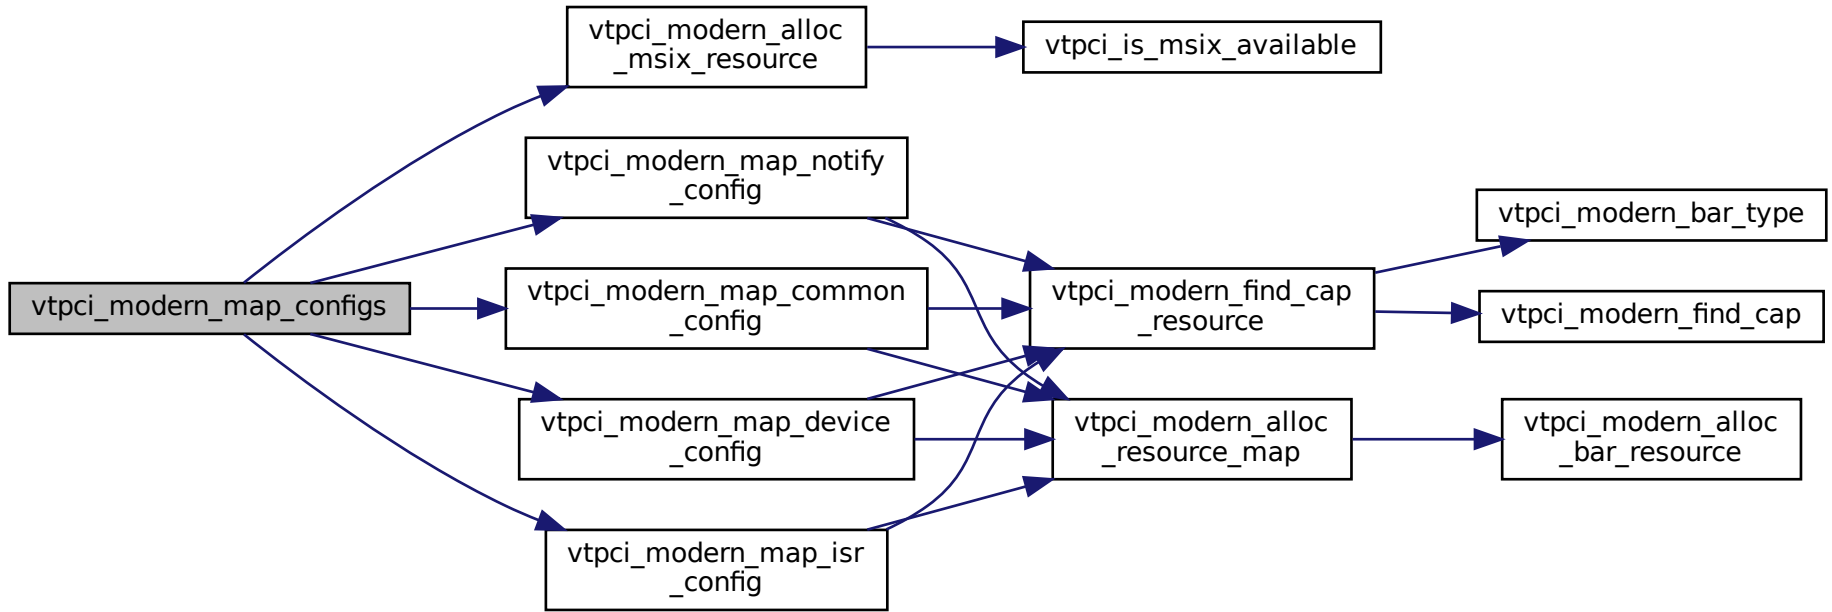 vtpci_modern_map_configs
vtpci_modern_alloc
_msix_resource
vtpci_is_msix_available
vtpci_modern_map_notify
_config
vtpci_modern_map_common
_config
vtpci_modern_map_device
_config
vtpci_modern_map_isr
_config
vtpci_modern_find_cap
_resource
vtpci_modern_alloc
_resource_map
vtpci_modern_bar_type
vtpci_modern_find_cap
vtpci_modern_alloc
_bar_resource